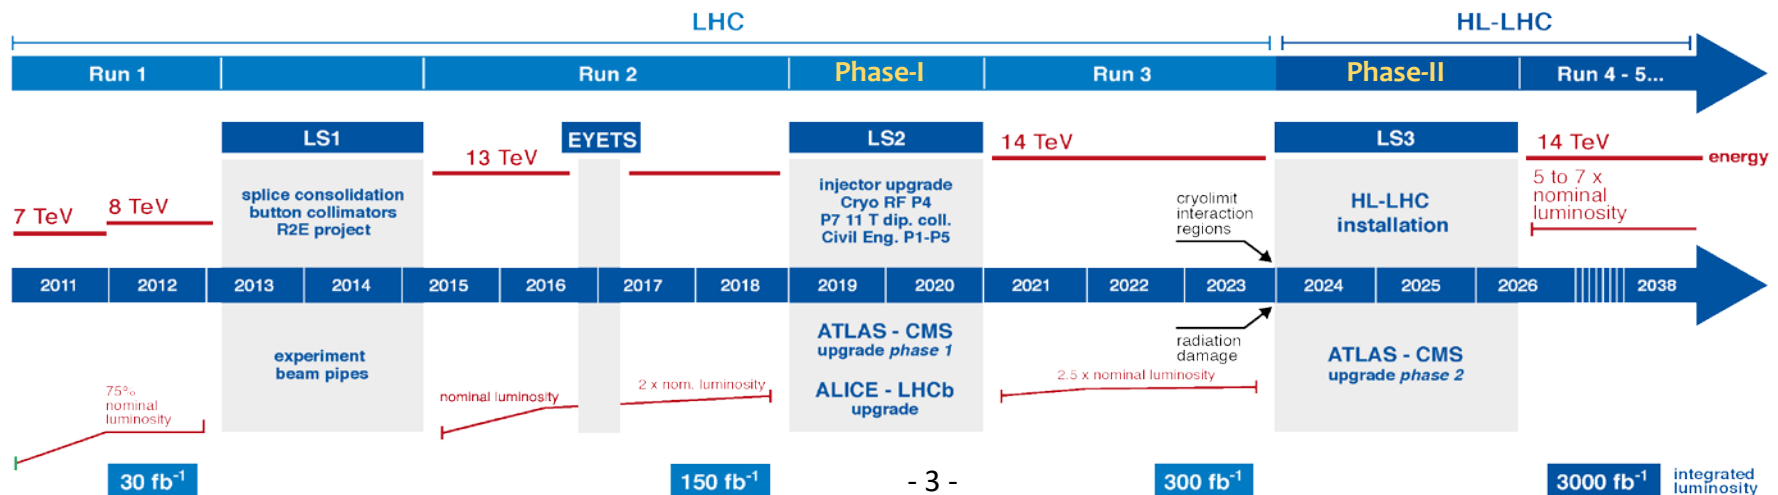 LHC
HL-LHC
Run 1
Run 2
Phase-I
Run 3
Phase-II
Run 4 - 5...
LS1
EYETS
LS2
LS3
7 TeV
8 TeV
13 TeV
14 TeV
14 TeV
energy
splice consolidation
button collimators
R2E project
injector upgrade
Cryo RF P4
P7 11 T dip. coll.
Civil Eng. P1-P5
cryolimit
interaction
regions
HL-LHC
installation
5 to 7 x
nominal
luminosity
2011
2012
2013
2014
2015
2016
2017
2018
2019
2020
2021
2022
2023
2024
2025
2026
2038
75%
nominal
luminosity
experiment
beam pipes
nominal luminosity
2 x nom. luminosity
ATLAS - CMS
upgrade phase 1
ALICE - LHCb
upgrade
2.5 x nominal luminosity
radiation
damage
ATLAS - CMS
upgrade phase 2
30 fb⁻¹
150 fb⁻¹
- 3 -
300 fb⁻¹
3000 fb⁻¹
integrated
luminosity